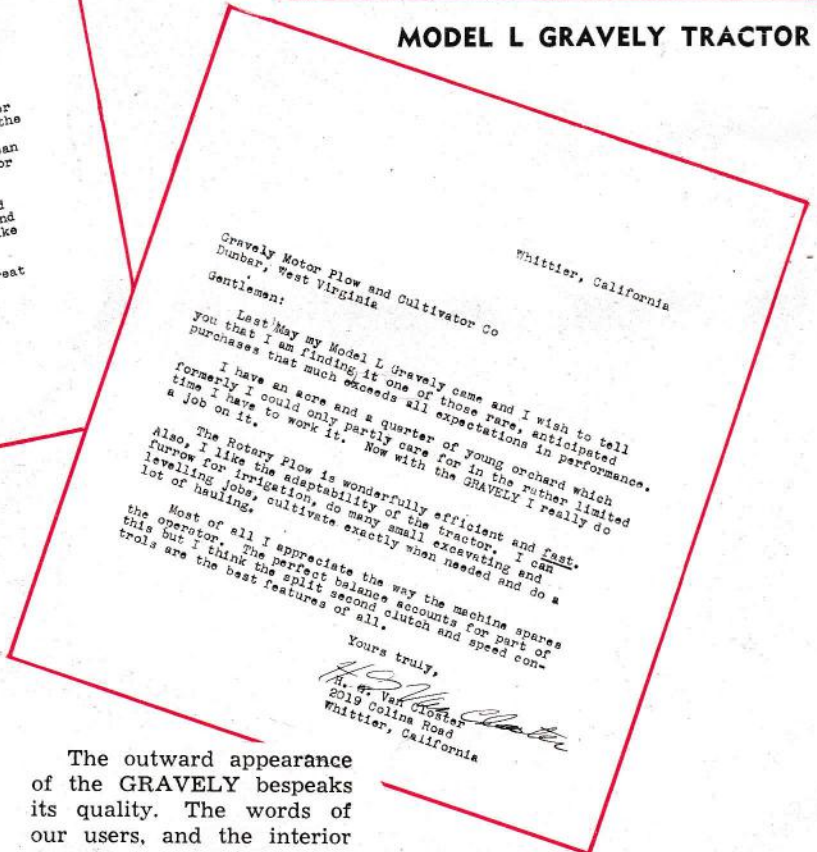 MODEL L GRAVELY TRACTOR
or
the
an
or
nd
ke
eat
Whittier, California
Gravely Motor Plow and Cultivator Co
Dunbar, West Virginia
Gentlemen:
Last May my Model L Gravely came and I wish to tell
you that I am finding it one of those rare, anticipated
purchases that much exceeds all expectations in performance.
I have an acre and a quarter of young orchard which
formerly I could only partly care for in the rather limited
time I have to work it. Now with the GRAVELY I really do
a job on it.
The Rotary Plow is wonderfully efficient and fast.
Also, I like the adaptability of the tractor. I can
furrow for irrigation, do many small excavating and
levelling jobs, cultivate exactly when needed and do a
lot of hauling.
Most of all I appreciate the way the machine spares
the operator. The perfect balance accounts for part of
this but I think the split second clutch and speed con-
trols are the best features of all.
Yours truly,
H. G. Van Closter
H. G. Van Closter
2019 Colina Road
Whittier, California
The outward appearance
of the GRAVELY bespeaks
its quality. The words of
our users, and the interior